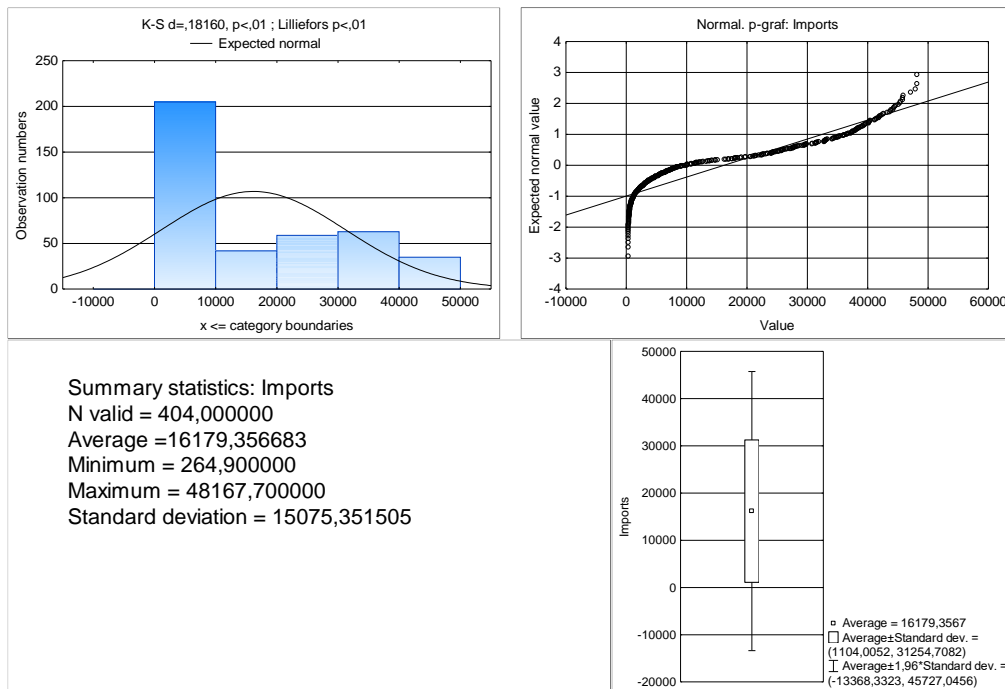 K-S d=,18160, p<,01 ; Lilliefors p<,01
Expected normal
250
200
150
100
50
0
Observation numbers
-10000 0 10000 20000 30000 40000 50000
x <= category boundaries
Normal. p-graf: Imports
4
3
2
1
0
-1
-2
-3
-4
Expected normal value
-10000 0 10000 20000 30000 40000 50000 60000
Value
Summary statistics: Imports
N valid = 404,000000
Average =16179,356683
Minimum = 264,900000
Maximum = 48167,700000
Standard deviation = 15075,351505
50000
40000
30000
20000
10000
0
-10000
-20000
Imports
Average = 16179,3567
Average±Standard dev. =
(1104,0052, 31254,7082)
Average±1,96*Standard dev. =
(-13368,3323, 45727,0456)